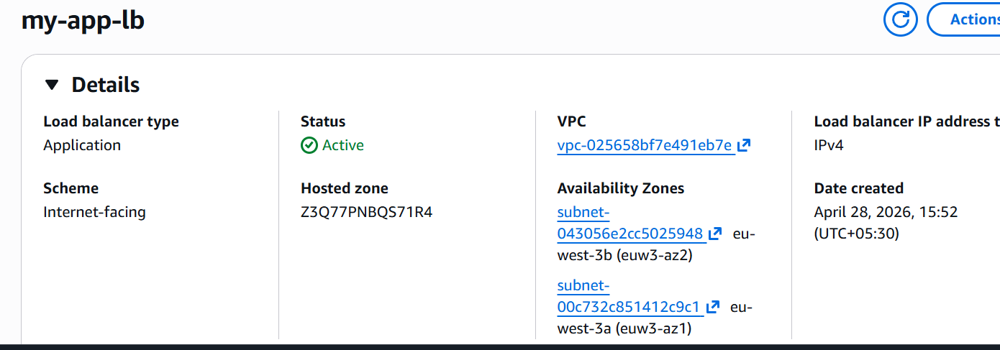 my-app-lb
Actions
Details
Load balancer type
Application
Status
Active
VPC
vpc-025658bf7e491eb7e
Load balancer IP address t
IPv4
Scheme
Internet-facing
Hosted zone
Z3Q77PNBQS71R4
Availability Zones
subnet-
043056e2cc5025948 eu-
west-3b (euw3-az2)
subnet-
00c732c851412c9c1 eu-
west-3a (euw3-az1)
Date created
April 28, 2026, 15:52
(UTC+05:30)